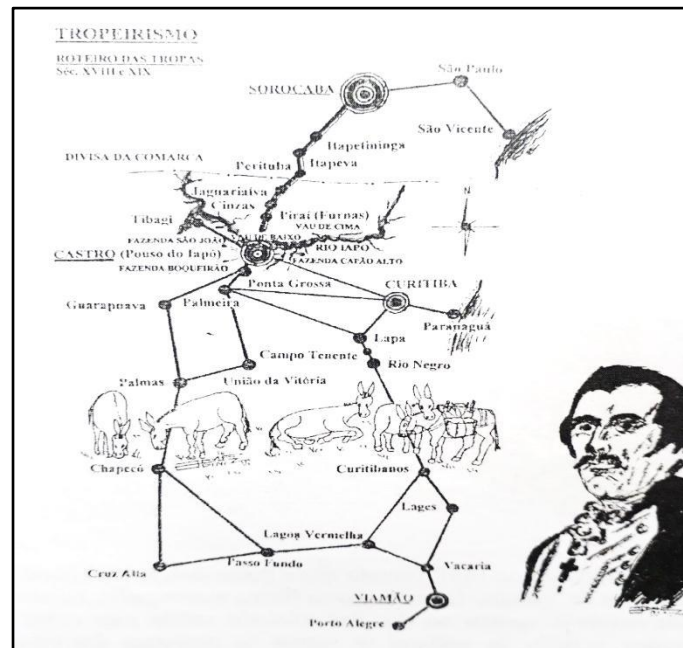 TROPEIRISMO
ROTEIRO DAS TROPAS
Séc. XVIII e XIX
SOROCABA
São Paulo
São Vicente
Itapetininga
Itapeva
Perituba
DIVISA DA COMARCA
Jaguariaiva
Cinzas
Piraí (Furnas)
Tibagi
VAU DE CIMA
VAU DE BAIXO
RIO IAPÓ
FAZENDA SÃO JOÃO
CASTRO (Pouso do Iapó)
FAZENDA CAPÃO ALTO
FAZENDA BOQUEIRÃO
N
Ponta Grossa
CURITIBA
Guarapuava
Palmeira
Paranaguá
Lapa
Campo Tenente
Rio Negro
Palmas
União da Vitória
Chapecó
Curitibanos
Lages
Lagoa Vermelha
Passo Fundo
Cruz Alta
Vacaria
VIAMÃO
Porto Alegre